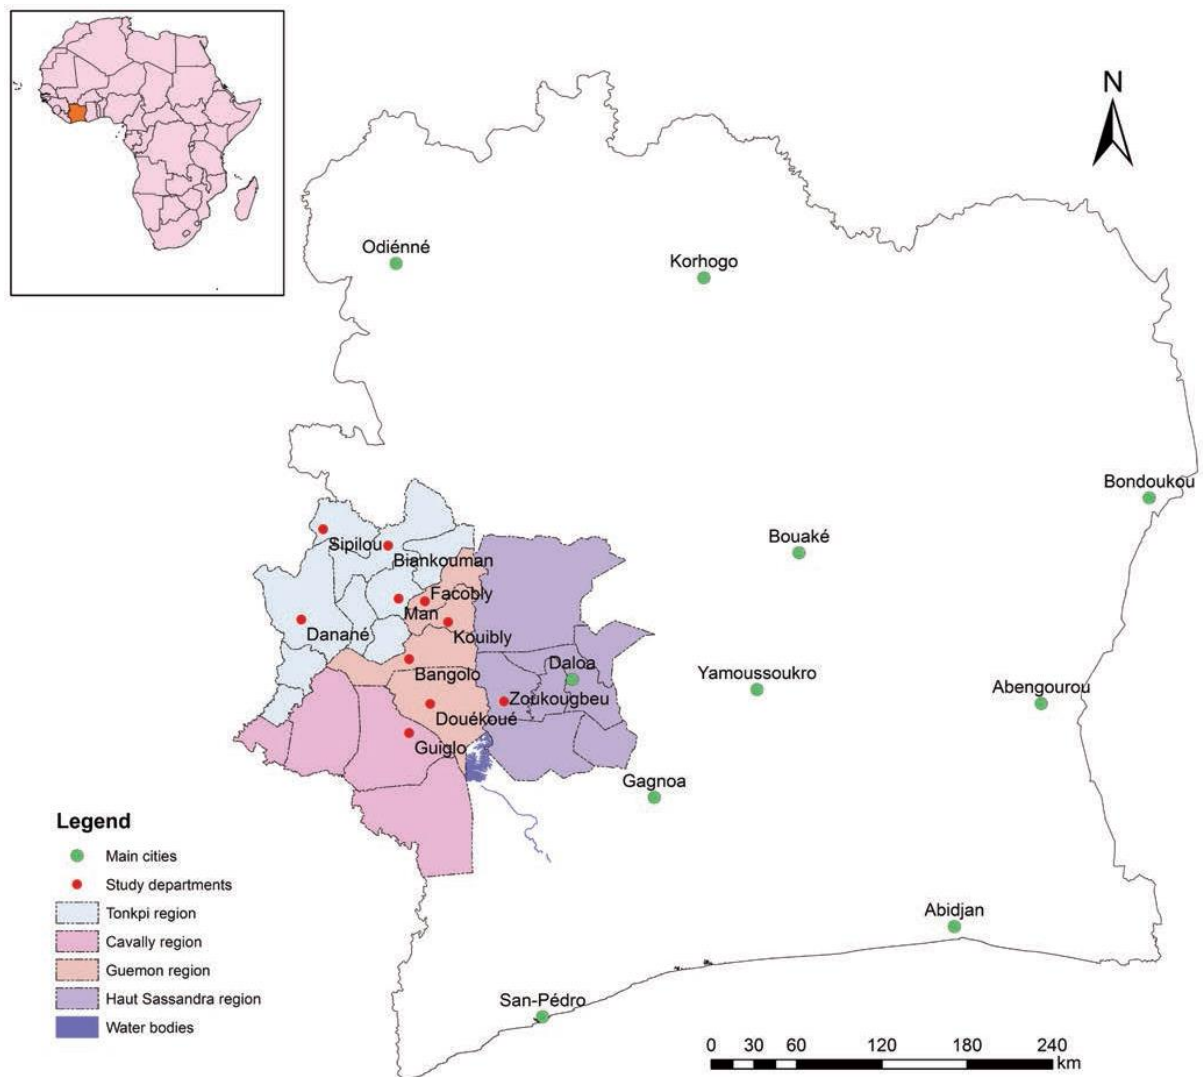 N
Odiénné
Korhogo
Bondoukou
Bouaké
Sipilou
Biankouman
Facobly
Man
Danané
Kouibly
Bangolo
Daloa
Yamoussoukro
Zoukougbeu
Abengourou
Douékoué
Guiglo
Gagnoa
Legend
Main cities
Study departments
Tonkpi region
Cavally region
Guemon region
Haut Sassandra region
Water bodies
Abidjan
San-Pédro
0 30 60 120 180 240
km